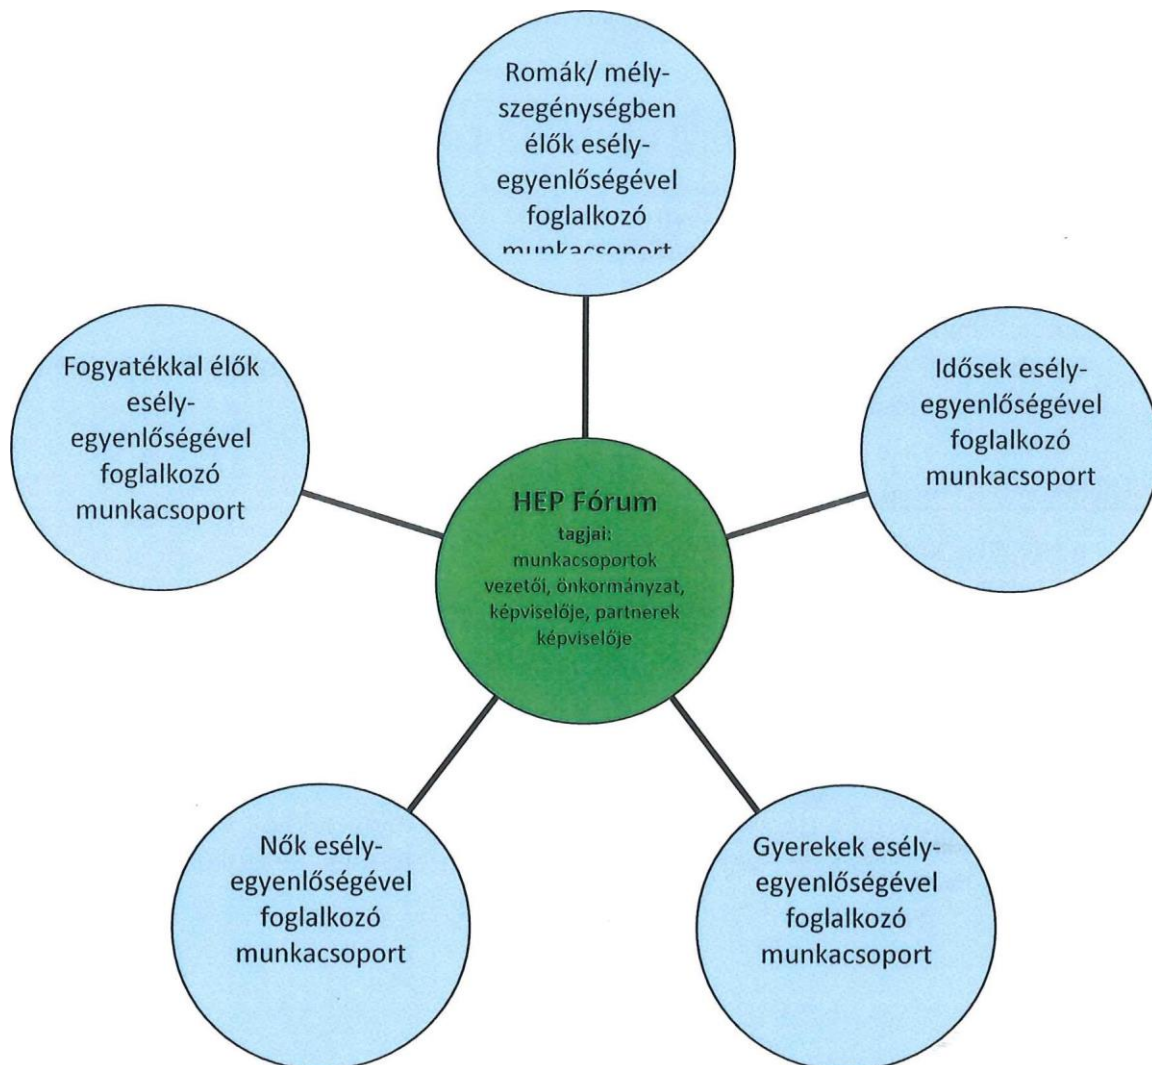 Romák/ mély-
szegénységben
élők esély-
egyenlőségével
foglalkozó
munkacsoport
Fogyatékkal élők
esély-
egyenlőségével
foglalkozó
munkacsoport
Idősek esély-
egyenlőségével
foglalkozó
munkacsoport
HEP Fórum
tagjai:
munkacsoportok
vezetői, önkormányzat,
képviselője, partnerek
képviselője
Nők esély-
egyenlőségével
foglalkozó
munkacsoport
Gyerekek esély-
egyenlőségével
foglalkozó
munkacsoport